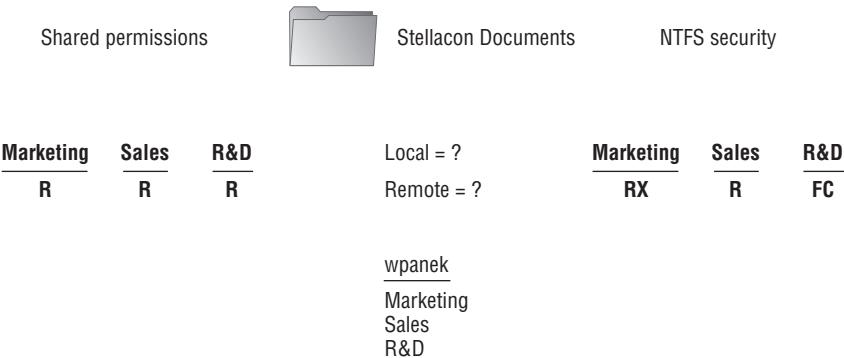 Shared permissions Stellacon Documents NTFS security
Marketing Sales R&D Local = ? Marketing Sales R&D
R R R Remote = ? RX R FC
wpanek
Marketing
Sales
R&D